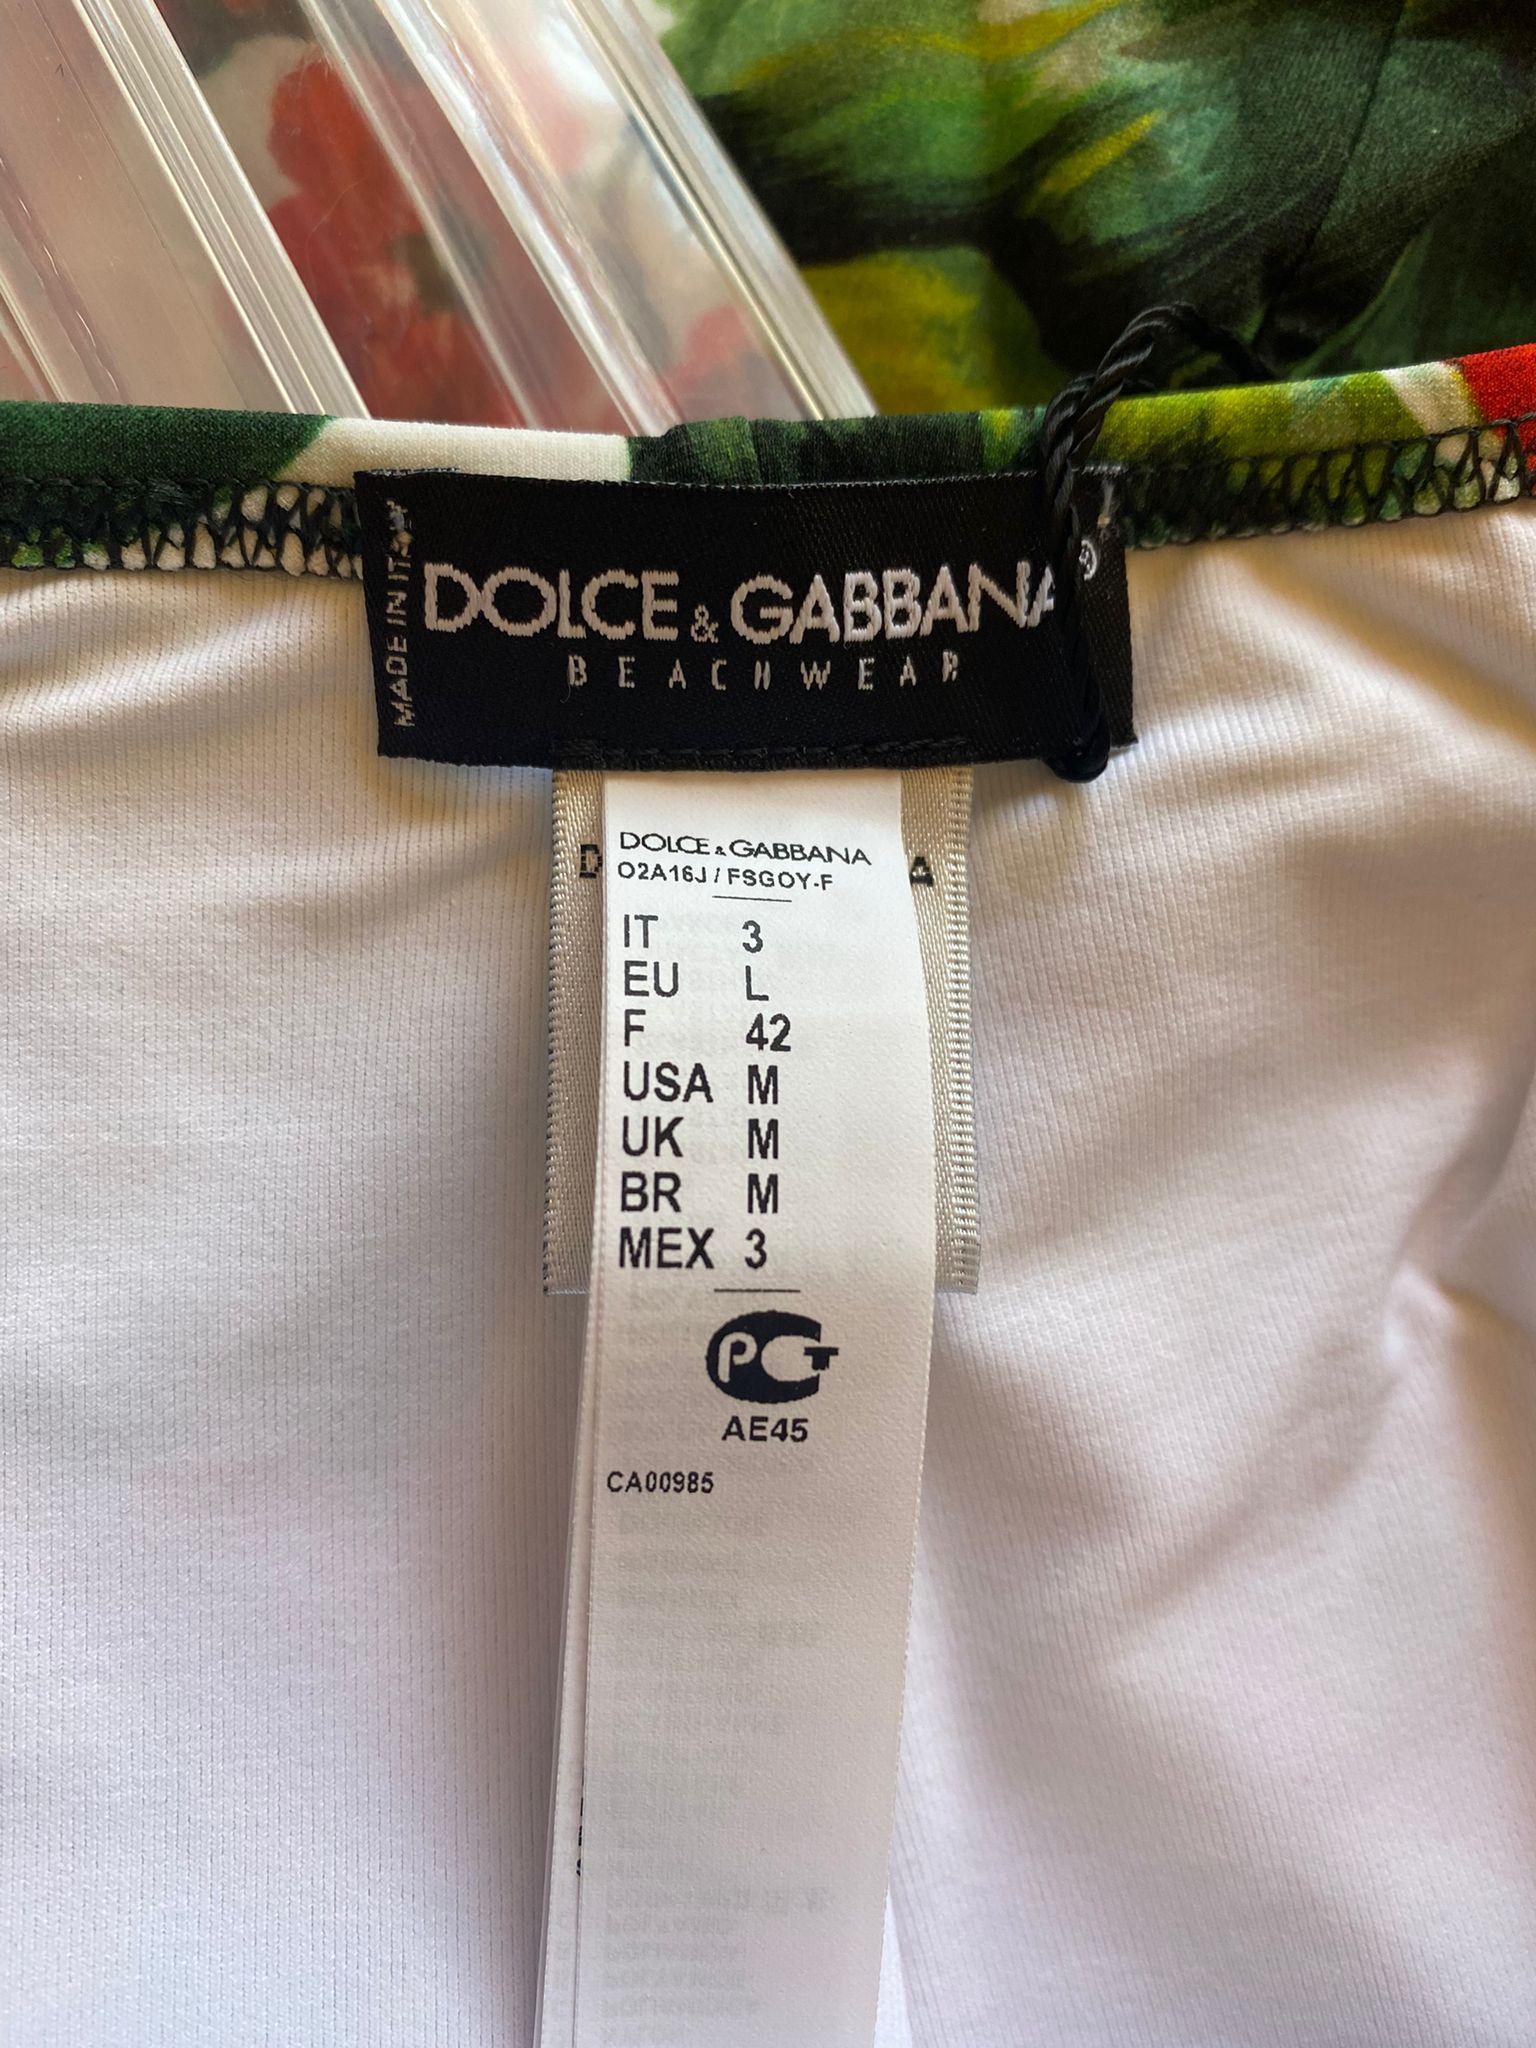 MADE IN ITALY
DOLCE & GABBANA
BEACHWEAR
DOLCE & GABBANA
O2A16J / FSGOY-F
IT 3
EU L
F 42
USA M
UK M
BR M
MEX 3
PCT
AE45
CA00985